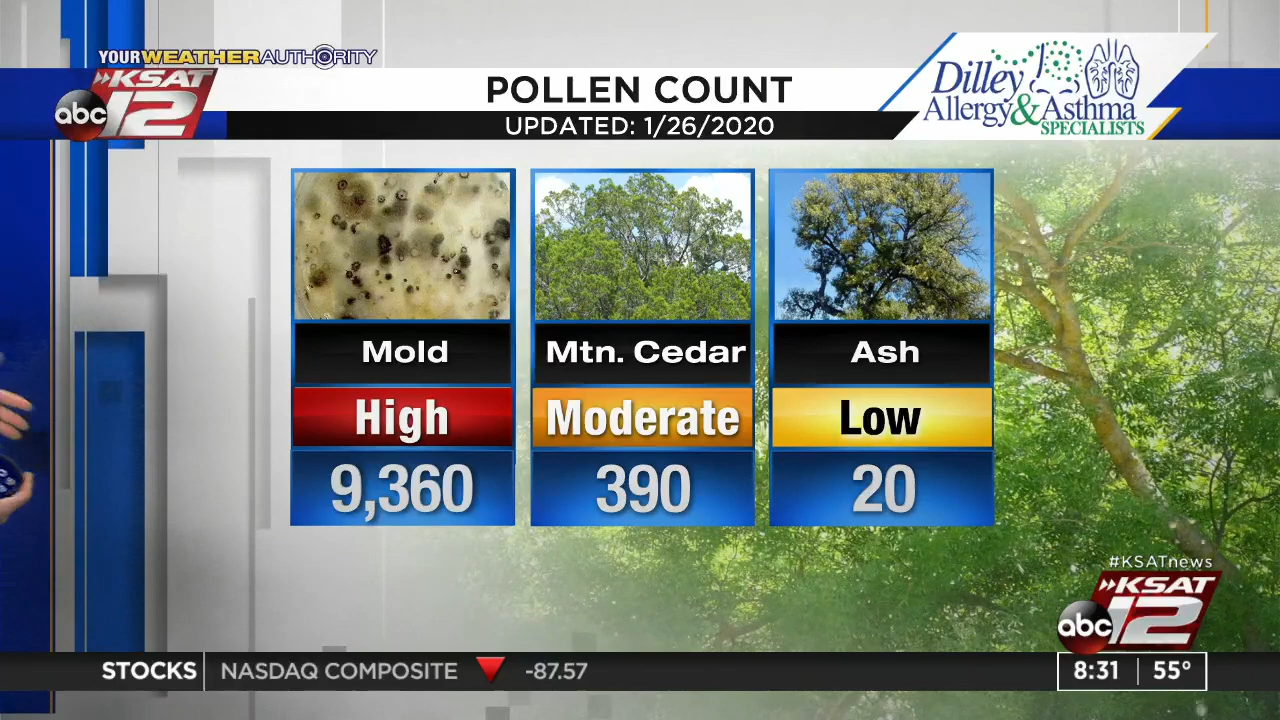 YOUR WEATHER AUTHORITY
KSAT
abc 12
POLLEN COUNT
UPDATED: 1/26/2020
Dilley
Allergy&Asthma
SPECIALISTS
Mold
High
9,360
Mtn. Cedar
Moderate
390
Ash
Low
20
#KSATnews
KSAT
abc 12
STOCKS NASDAQ COMPOSITE -87.57
8:31 55°